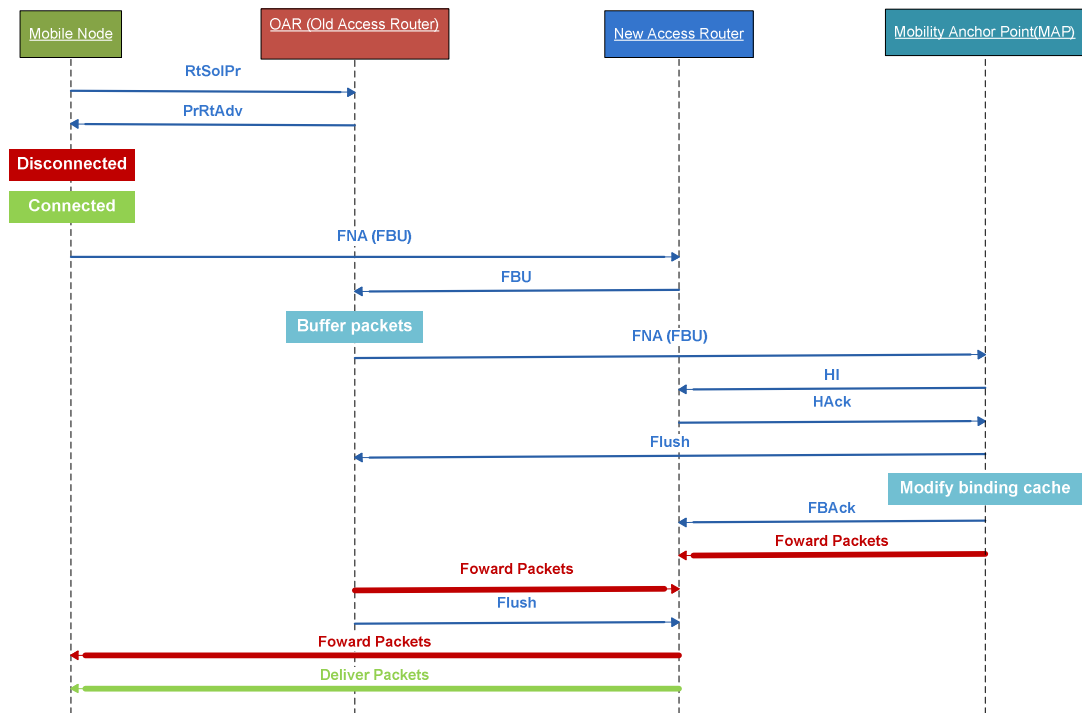 Mobile Node
OAR (Old Access Router)
New Access Router
Mobility Anchor Point(MAP)
RtSolPr
PrRtAdv
Disconnected
Connected
FNA (FBU)
FBU
Buffer packets
FNA (FBU)
HI
HAck
Flush
Modify binding cache
FBAck
Foward Packets
Foward Packets
Flush
Foward Packets
Deliver Packets